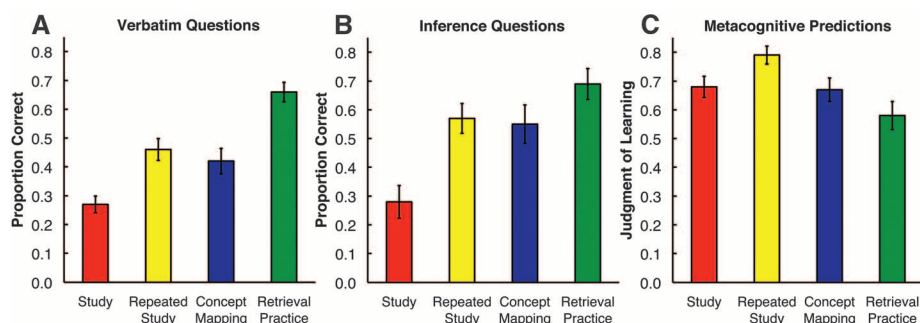 A
Verbatim Questions
Proportion Correct
0.8
0.7
0.6
0.5
0.4
0.3
0.2
0.1
0.0
Study
Repeated Study
Concept Mapping
Retrieval Practice
B
Inference Questions
Proportion Correct
0.8
0.7
0.6
0.5
0.4
0.3
0.2
0.1
0.0
Study
Repeated Study
Concept Mapping
Retrieval Practice
C
Metacognitive Predictions
Judgment of Learning
0.8
0.7
0.6
0.5
0.4
0.3
0.2
0.1
0.0
Study
Repeated Study
Concept Mapping
Retrieval Practice